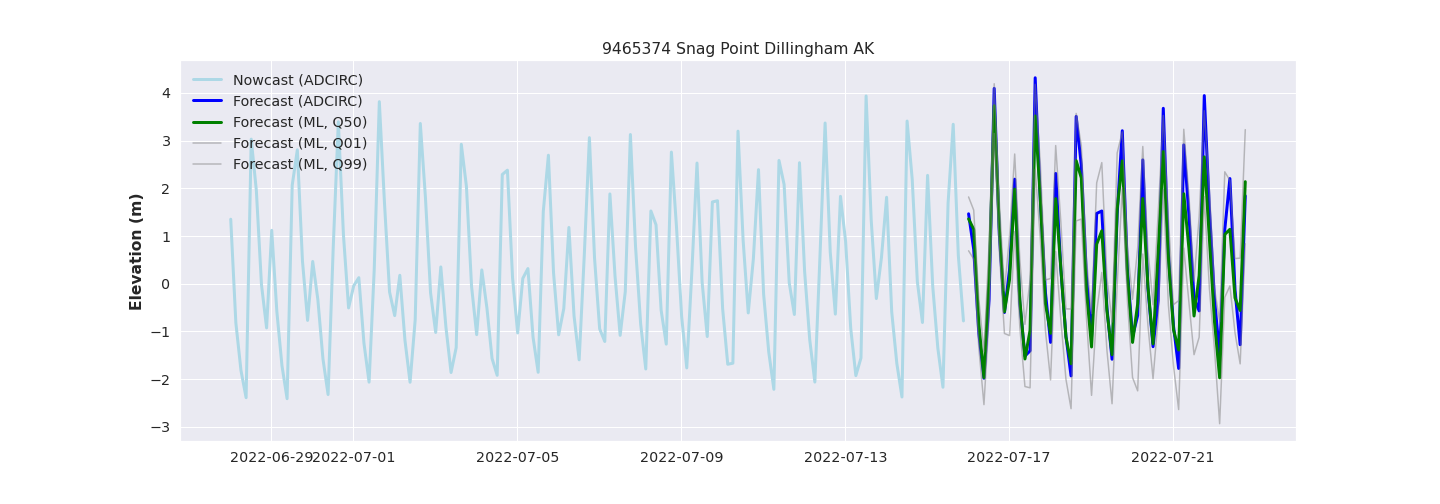 9465374 Snag Point Dillingham AK
Nowcast (ADCIRC)
Forecast (ADCIRC)
Forecast (ML, Q50)
Forecast (ML, Q01)
Forecast (ML, Q99)
Elevation (m)
4
3
2
1
0
−1
−2
−3
2022-06-29
2022-07-01
2022-07-05
2022-07-09
2022-07-13
2022-07-17
2022-07-21